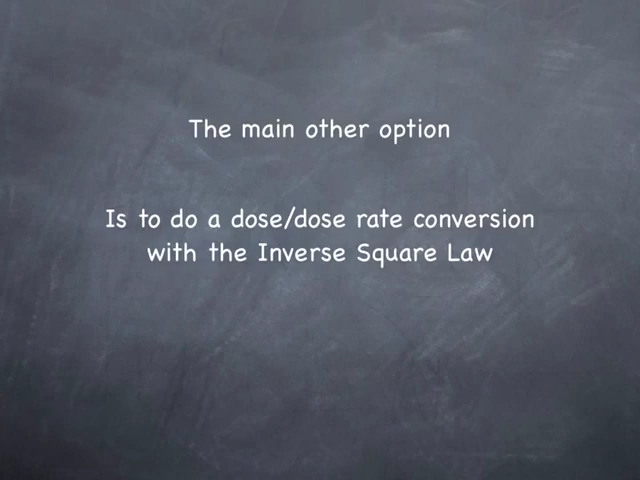 The main other option
Is to do a dose/dose rate conversion
with the Inverse Square Law